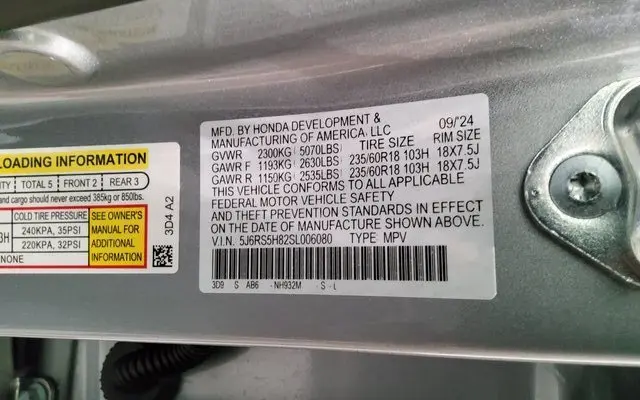 LOADING INFORMATION
TOTAL 5 FRONT 2 REAR 3
and cargo should never exceed 385kg or 850lbs.
COLD TIRE PRESSURE
240KPA, 35PSI
220KPA, 32PSI
NONE
SEE OWNER'S
MANUAL FOR
ADDITIONAL
INFORMATION
3D4 A2
MFD. BY HONDA DEVELOPMENT & 09/'24
MANUFACTURING OF AMERICA, LLC
GVWR 2300KG(5070LBS) TIRE SIZE RIM SIZE
GAWR F 1193KG(2630LBS) 235/60R18 103H 18X7.5J
GAWR R 1150KG(2535LBS) 235/60R18 103H 18X7.5J
THIS VEHICLE CONFORMS TO ALL APPLICABLE
FEDERAL MOTOR VEHICLE SAFETY
AND THEFT PREVENTION STANDARDS IN EFFECT
ON THE DATE OF MANUFACTURE SHOWN ABOVE.
V.I.N. 5J6RS5H82SL006080 TYPE MPV
3D9 S AB6 -NH932M -S -L